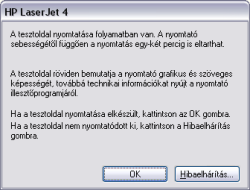 HP LaserJet 4
A tesztoldal nyomtatása folyamatban van. A nyomtató
sebességétől függően a nyomtatás egy-két percig is eltarthat.
A tesztoldal röviden bemutatja a nyomtató grafikus és szöveges
képességét, továbbá technikai információkat nyújt a nyomtató
illesztőprogramjáról.
Ha a tesztoldal nyomtatása elkészült, kattintson az OK gombra.
Ha a tesztoldal nem nyomtatódott ki, kattintson a Hibaelhárítás
gombra.
OK
Hibaelhárítás...